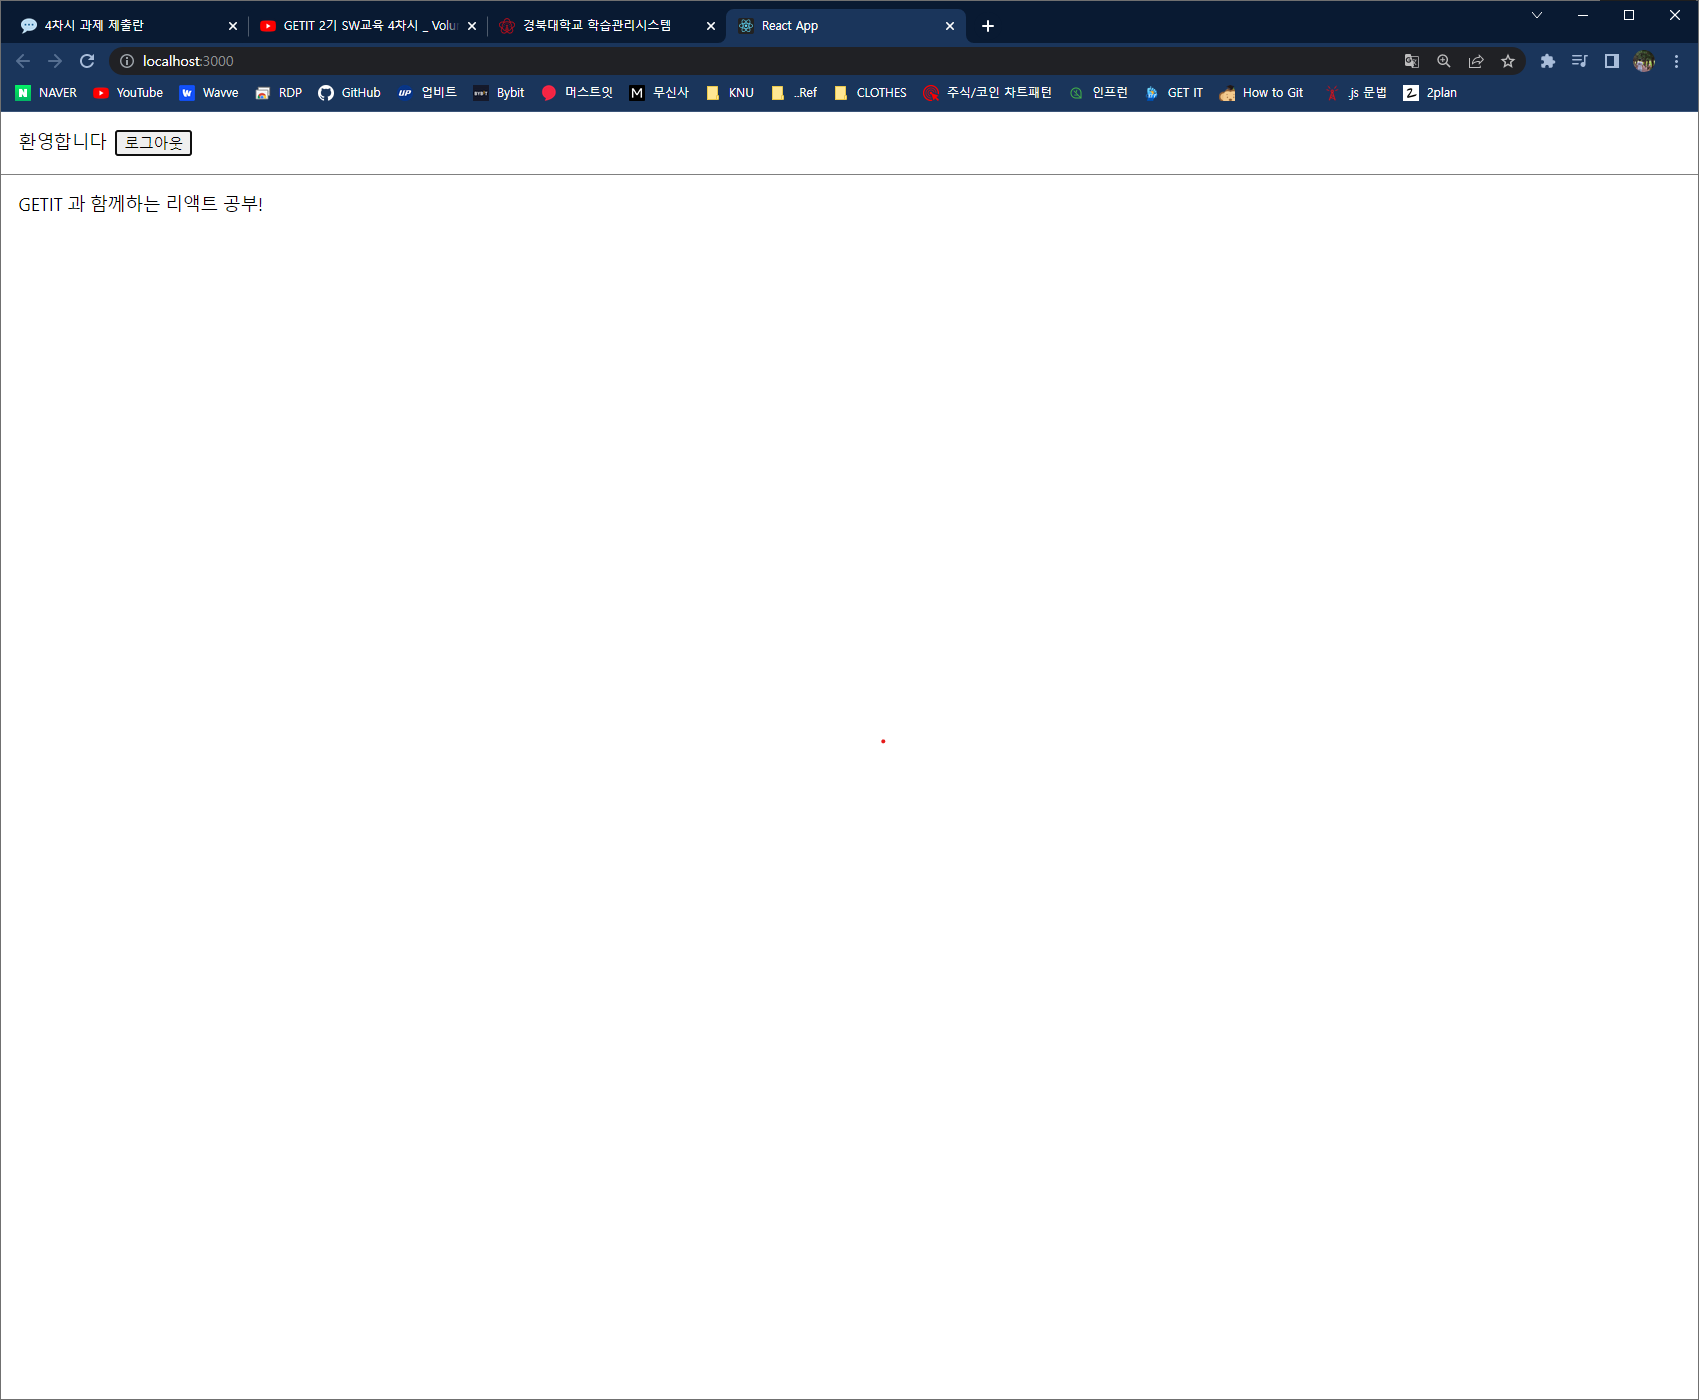 4차시 과제 제출란
GETIT 2기 SW교육 4차시 _ Volu
경북대학교 학습관리시스템
React App
localhost:3000
NAVER YouTube Wavve RDP GitHub UP 업비트 Bybit 머스트잇 M 무신사 KNU ..Ref CLOTHES 주식/코인 차트패턴 인프런 GET IT How to Git .js 문법 2plan
환영합니다 로그아웃
GETIT 과 함께하는 리액트 공부!